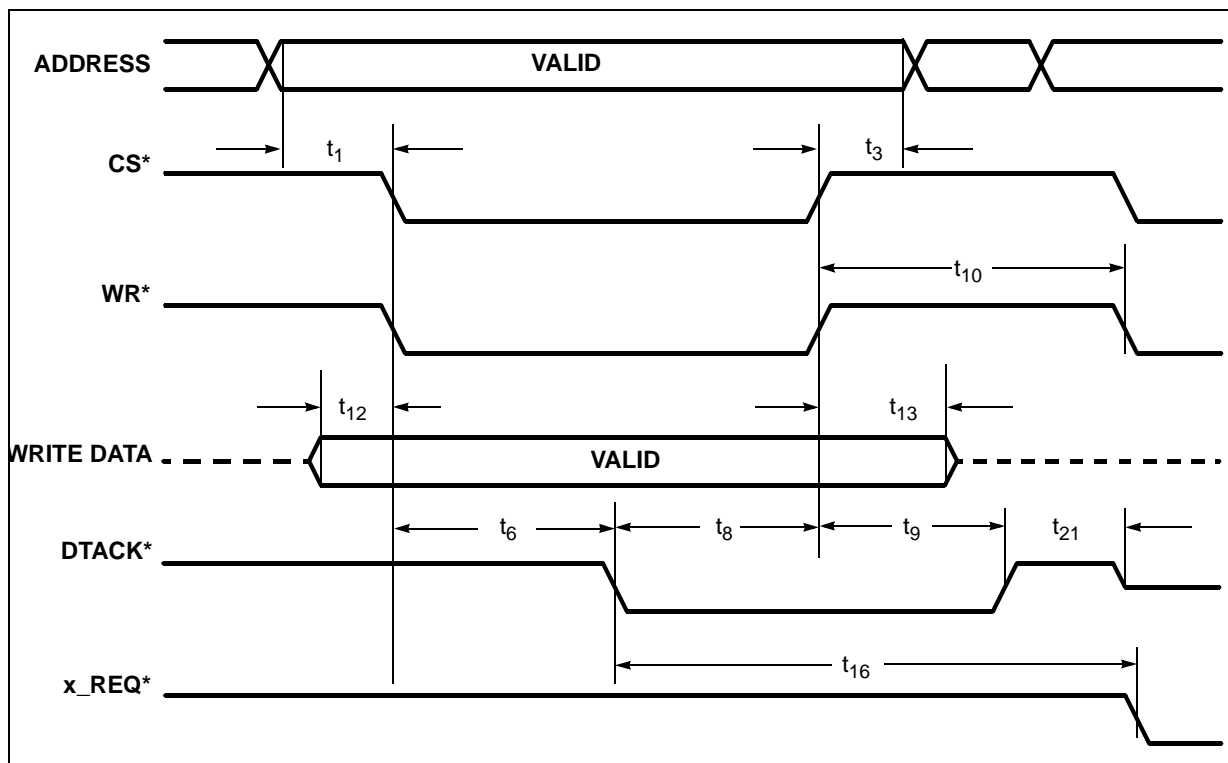 ADDRESS VALID
t1 t3
CS*
t10
WR*
t12 t13
WRITE DATA VALID
t6 t8 t9 t21
DTACK*
t16
x_REQ*